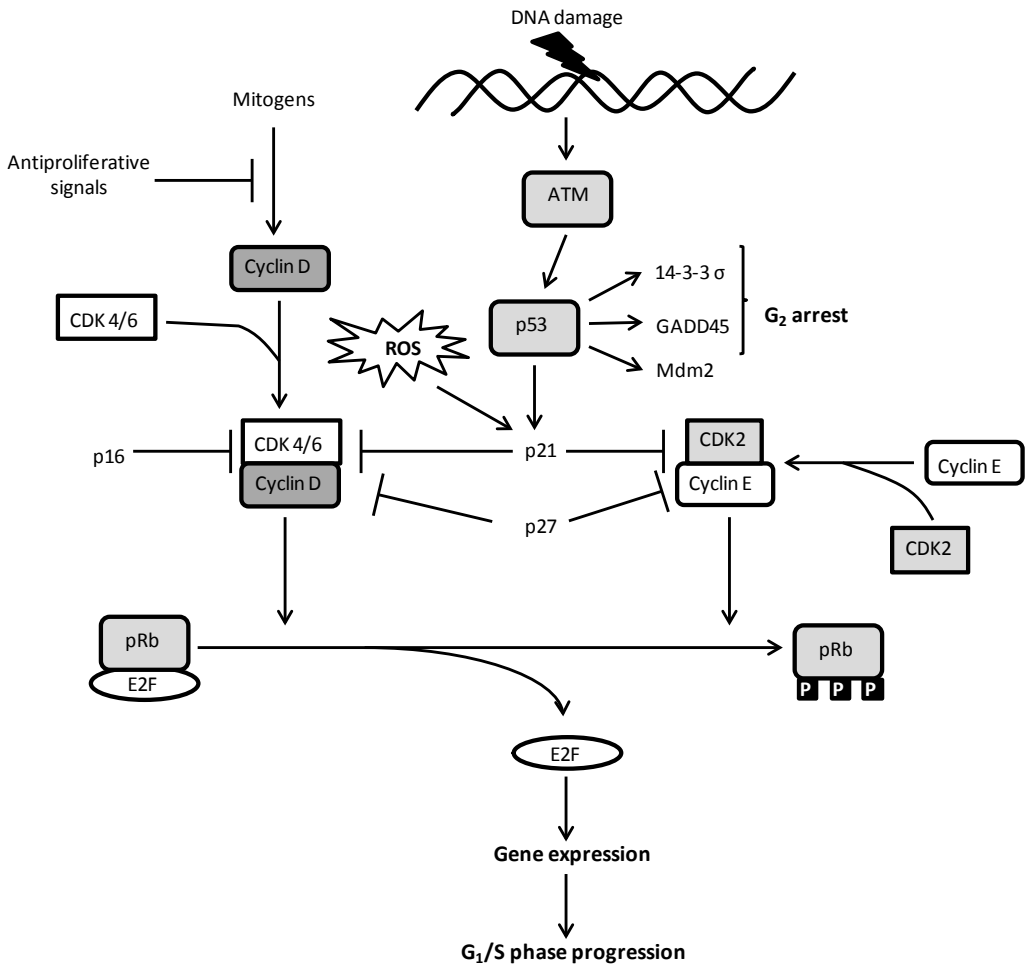 DNA damage
Mitogens
Antiproliferative
signals
ATM
Cyclin D
14-3-3 σ
CDK 4/6
p53
GADD45
G₂ arrest
ROS
Mdm2
p16
CDK 4/6
p21
CDK2
Cyclin D
Cyclin E
Cyclin E
p27
CDK2
pRb
E2F
pRb
P P P
E2F
Gene expression
G₁/S phase progression